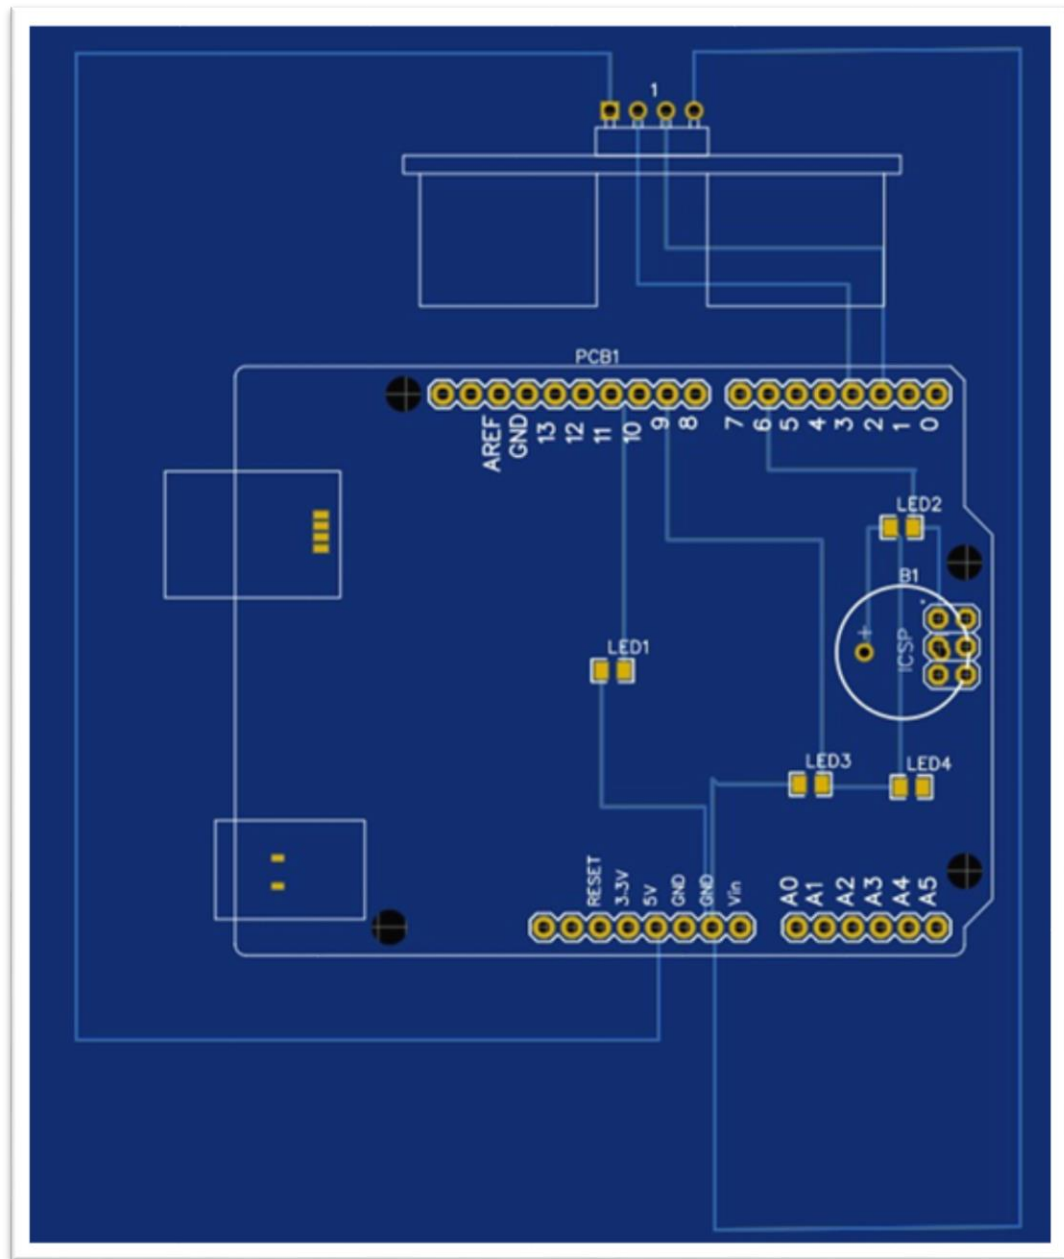 1
PCB1
AREF
GND
13
12
11
10
9
8
7
6
5
4
3
2
1
0
LED2
B1
+
ICSP
LED1
LED3
LED4
RESET
3.3V
5V
GND
GND
Vin
A0
A1
A2
A3
A4
A5